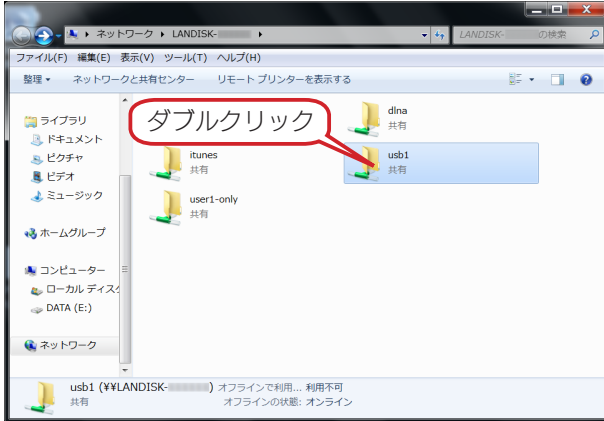 ネットワーク ▸ LANDISK- ▸
LANDISK- の検索
ファイル(F) 編集(E) 表示(V) ツール(T) ヘルプ(H)
整理 ネットワークと共有センター リモート プリンターを表示する
ライブラリ
ドキュメント
ピクチャ
ビデオ
ミュージック
ホームグループ
コンピューター
ローカル ディスク
DATA (E:)
ネットワーク
ダブルクリック
dlna
共有
itunes
共有
usb1
共有
user1-only
共有
usb1 (¥¥LANDISK- ) オフラインで利用... 利用不可
共有 オフラインの状態: オンライン